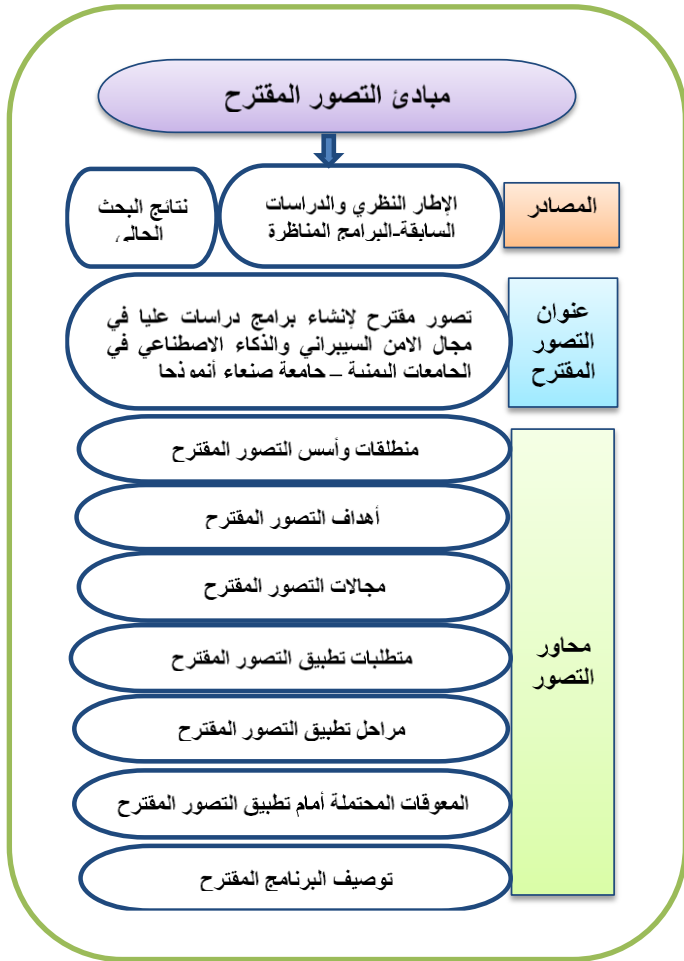 مبادئ التصور المقترح
المصادر
الإطار النظري والدراسات
السابقة-البرامج المناظرة
نتائج البحث
الحالي
عنوان
التصور
المقترح
تصور مقترح لإنشاء برامج دراسات عليا في
مجال الامن السيبراني والذكاء الاصطناعي في
الجامعات اليمنية – جامعة صنعاء أنموذجا
محاور
التصور
منطلقات وأسس التصور المقترح
أهداف التصور المقترح
مجالات التصور المقترح
متطلبات تطبيق التصور المقترح
مراحل تطبيق التصور المقترح
المعوقات المحتملة أمام تطبيق التصور المقترح
توصيف البرنامج المقترح